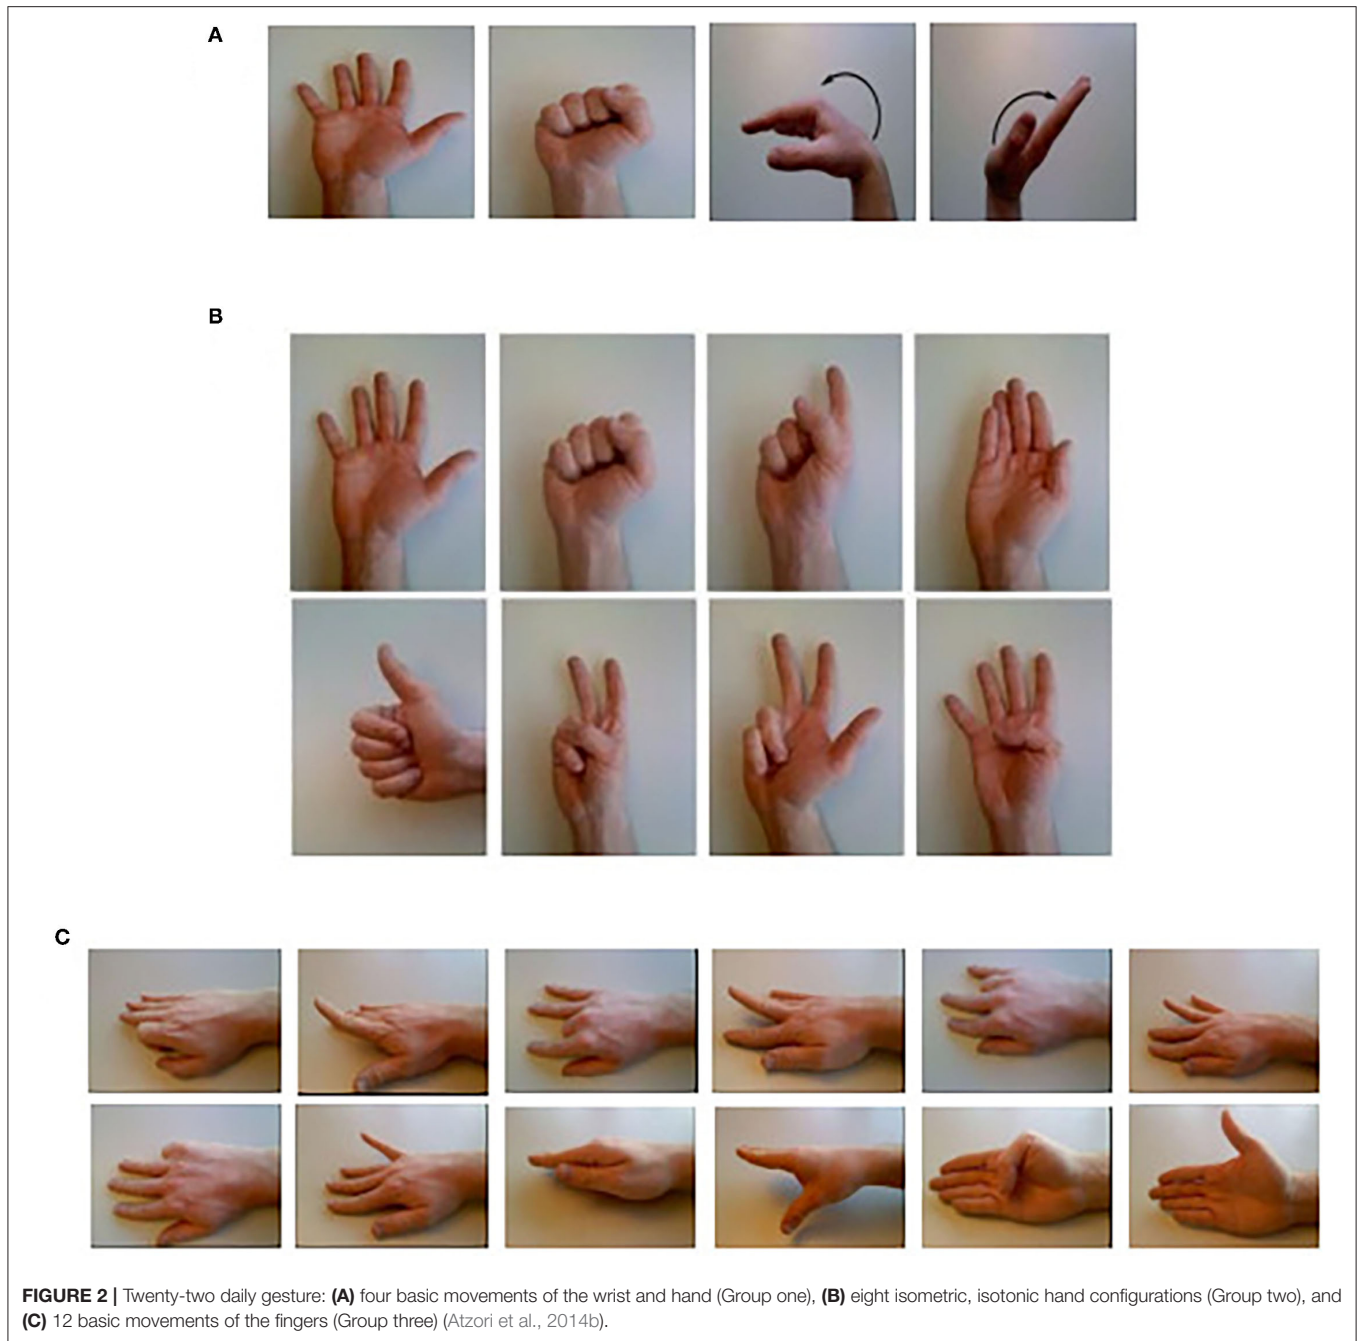 A
B
C
FIGURE 2 | Twenty-two daily gesture: (A) four basic movements of the wrist and hand (Group one), (B) eight isometric, isotonic hand configurations (Group two), and
(C) 12 basic movements of the fingers (Group three) (Atzori et al., 2014b).